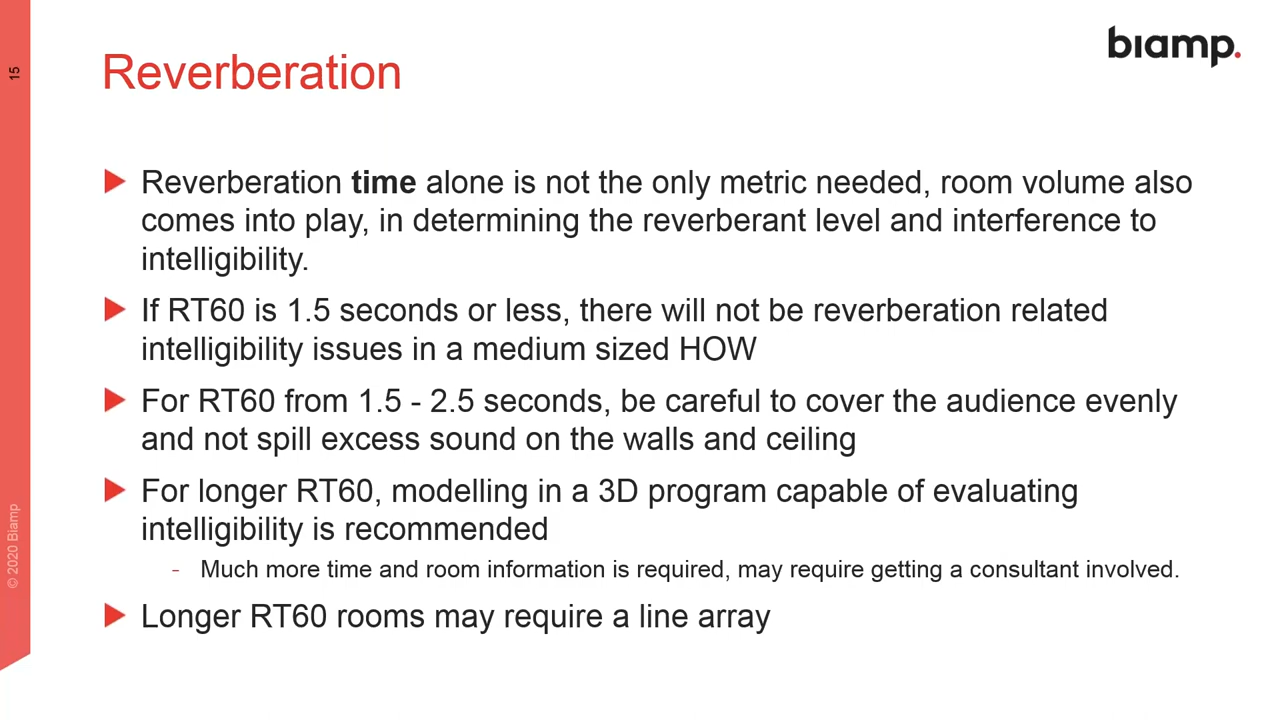 biamp.
15
Reverberation
Reverberation time alone is not the only metric needed, room volume also
comes into play, in determining the reverberant level and interference to
intelligibility.
If RT60 is 1.5 seconds or less, there will not be reverberation related
intelligibility issues in a medium sized HOW
For RT60 from 1.5 - 2.5 seconds, be careful to cover the audience evenly
and not spill excess sound on the walls and ceiling
For longer RT60, modelling in a 3D program capable of evaluating
intelligibility is recommended
- Much more time and room information is required, may require getting a consultant involved.
Longer RT60 rooms may require a line array
© 2020 Biamp